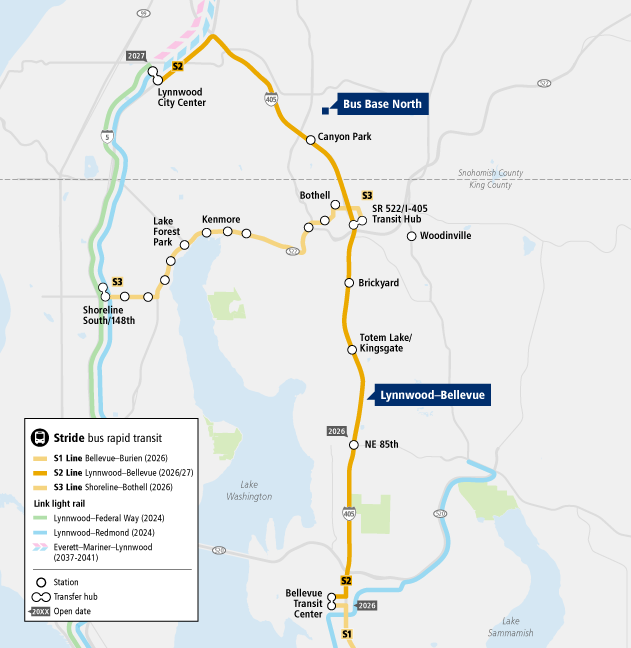 99
2027
S2
Lynnwood
City Center
405
527
Bus Base North
Canyon Park
5
Snohomish County
King County
Bothell
S3
SR 522/I-405
Transit Hub
Woodinville
Lake
Forest
Park
Kenmore
522
S3
Shoreline
South/148th
Brickyard
Totem Lake/
Kingsgate
Lynnwood–Bellevue
2026
NE 85th
Stride bus rapid transit
S1 Line Bellevue–Burien (2026)
S2 Line Lynnwood–Bellevue (2026/27)
S3 Line Shoreline–Bothell (2026)
Link light rail
Lynnwood–Federal Way (2024)
Lynnwood–Redmond (2024)
Everett–Mariner–Lynnwood
(2037-2041)
Station
Transfer hub
20XX Open date
Lake
Washington
405
520
520
S2
Bellevue
Transit
Center
2026
S1
Lake
Sammamish